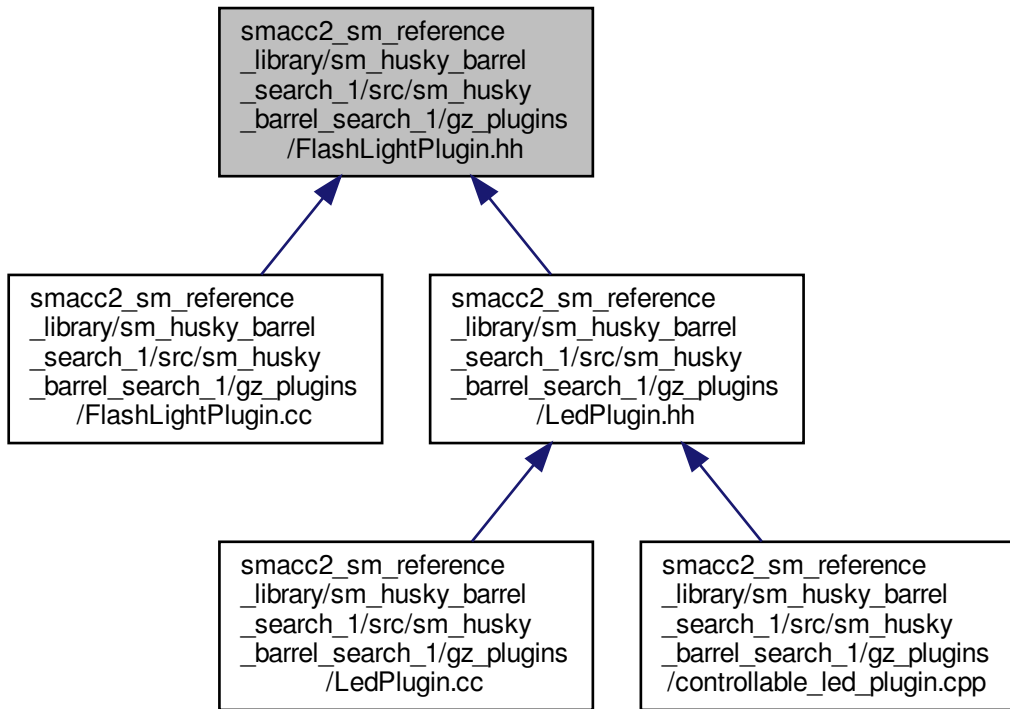 smacc2_sm_reference
_library/sm_husky_barrel
_search_1/src/sm_husky
_barrel_search_1/gz_plugins
/FlashLightPlugin.hh
smacc2_sm_reference
_library/sm_husky_barrel
_search_1/src/sm_husky
_barrel_search_1/gz_plugins
/FlashLightPlugin.cc
smacc2_sm_reference
_library/sm_husky_barrel
_search_1/src/sm_husky
_barrel_search_1/gz_plugins
/LedPlugin.hh
smacc2_sm_reference
_library/sm_husky_barrel
_search_1/src/sm_husky
_barrel_search_1/gz_plugins
/LedPlugin.cc
smacc2_sm_reference
_library/sm_husky_barrel
_search_1/src/sm_husky
_barrel_search_1/gz_plugins
/controllable_led_plugin.cpp